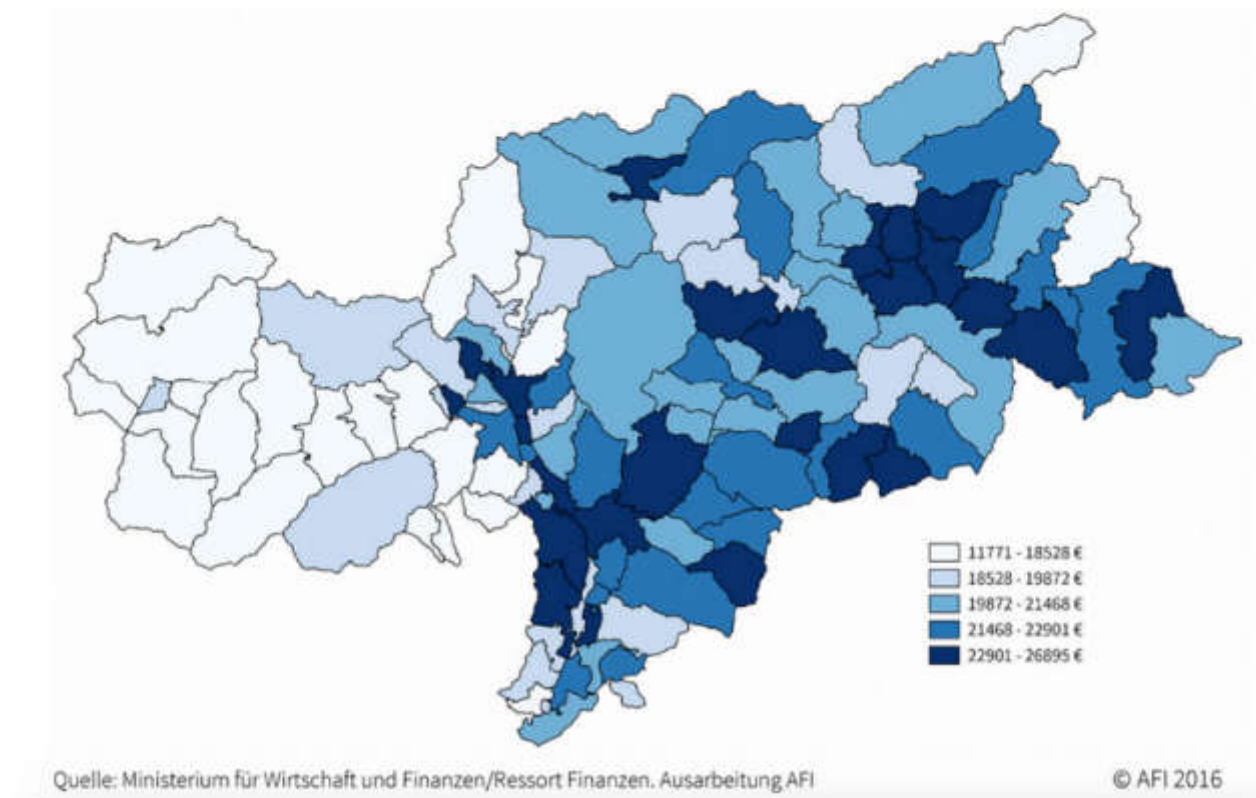 11771 - 18528 €
18528 - 19872 €
19872 - 21468 €
21468 - 22901 €
22901 - 26895 €
Quelle: Ministerium für Wirtschaft und Finanzen/Ressort Finanzen. Ausarbeitung AFI
© AFI 2016